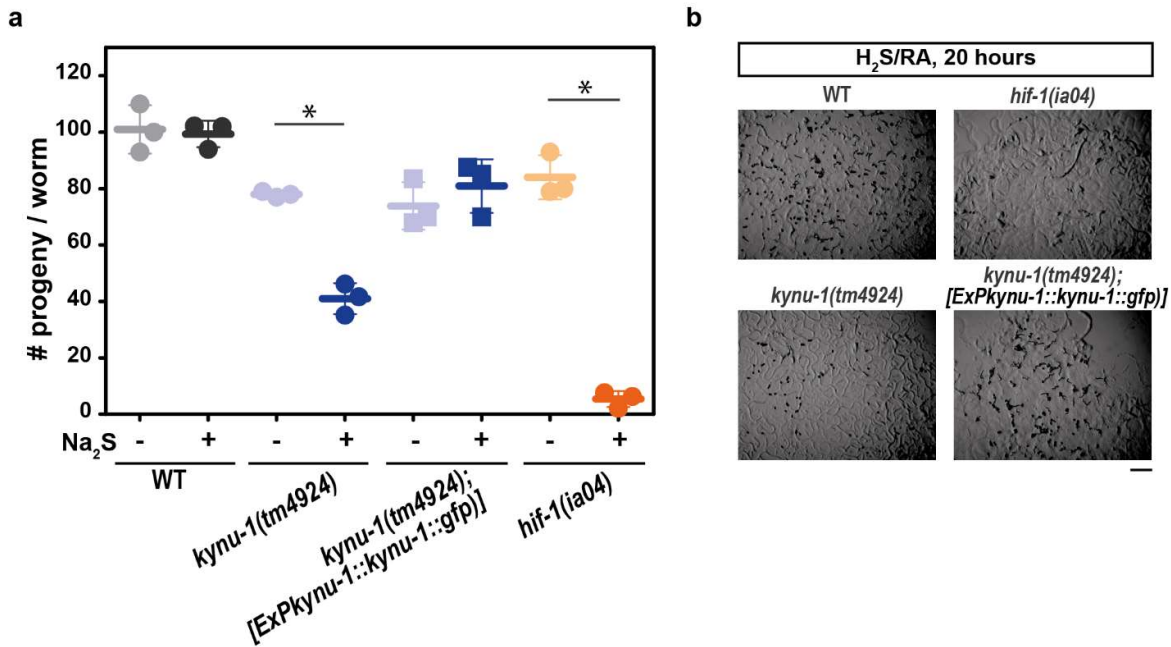 a
# progeny / worm
120
100
80
60
40
20
0
*
*
Na₂S
- + - + - + - +
WT
kynu-1(tm4924)
kynu-1(tm4924);
[ExPkynu-1::kynu-1::gfp)]
hif-1(ia04)
b
H₂S/RA, 20 hours
WT
hif-1(ia04)
kynu-1(tm4924)
kynu-1(tm4924);
[ExPkynu-1::kynu-1::gfp)]